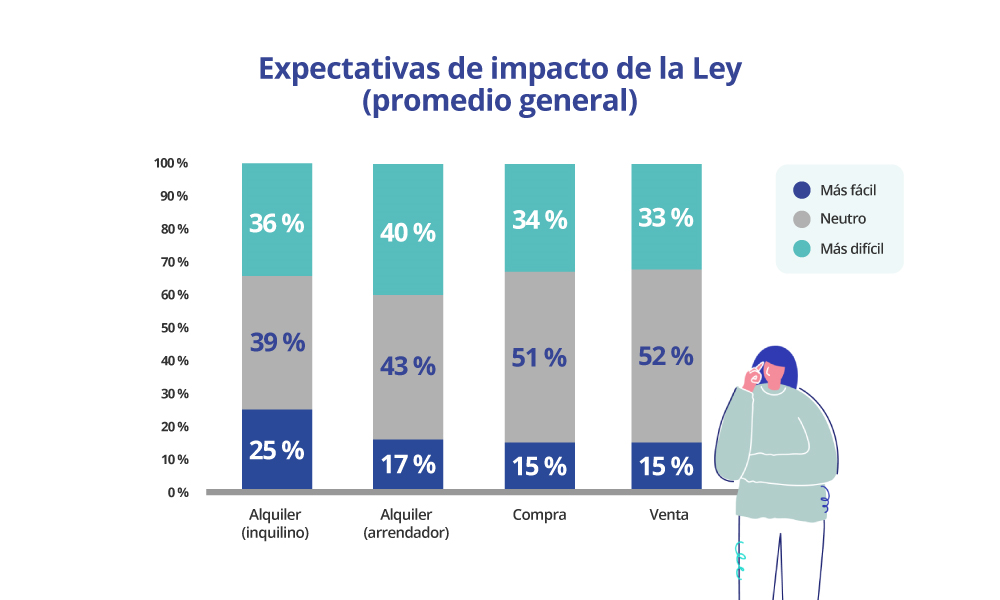 Expectativas de impacto de la Ley
(promedio general)
100 %
90 %
80 %
70 %
60 %
50 %
40 %
30 %
20 %
10 %
0 %
36 %
39 %
25 %
40 %
43 %
17 %
34 %
51 %
15 %
33 %
52 %
15 %
Alquiler
(inquilino)
Alquiler
(arrendador)
Compra
Venta
Más fácil
Neutro
Más difícil